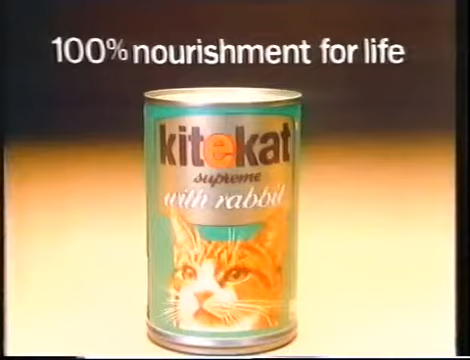 100% nourishment for life
kitekat
supreme
with rabbit